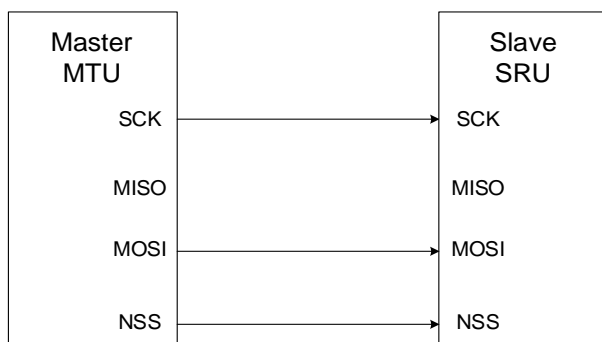 Master
MTU
SCK
MISO
MOSI
NSS
Slave
SRU
SCK
MISO
MOSI
NSS